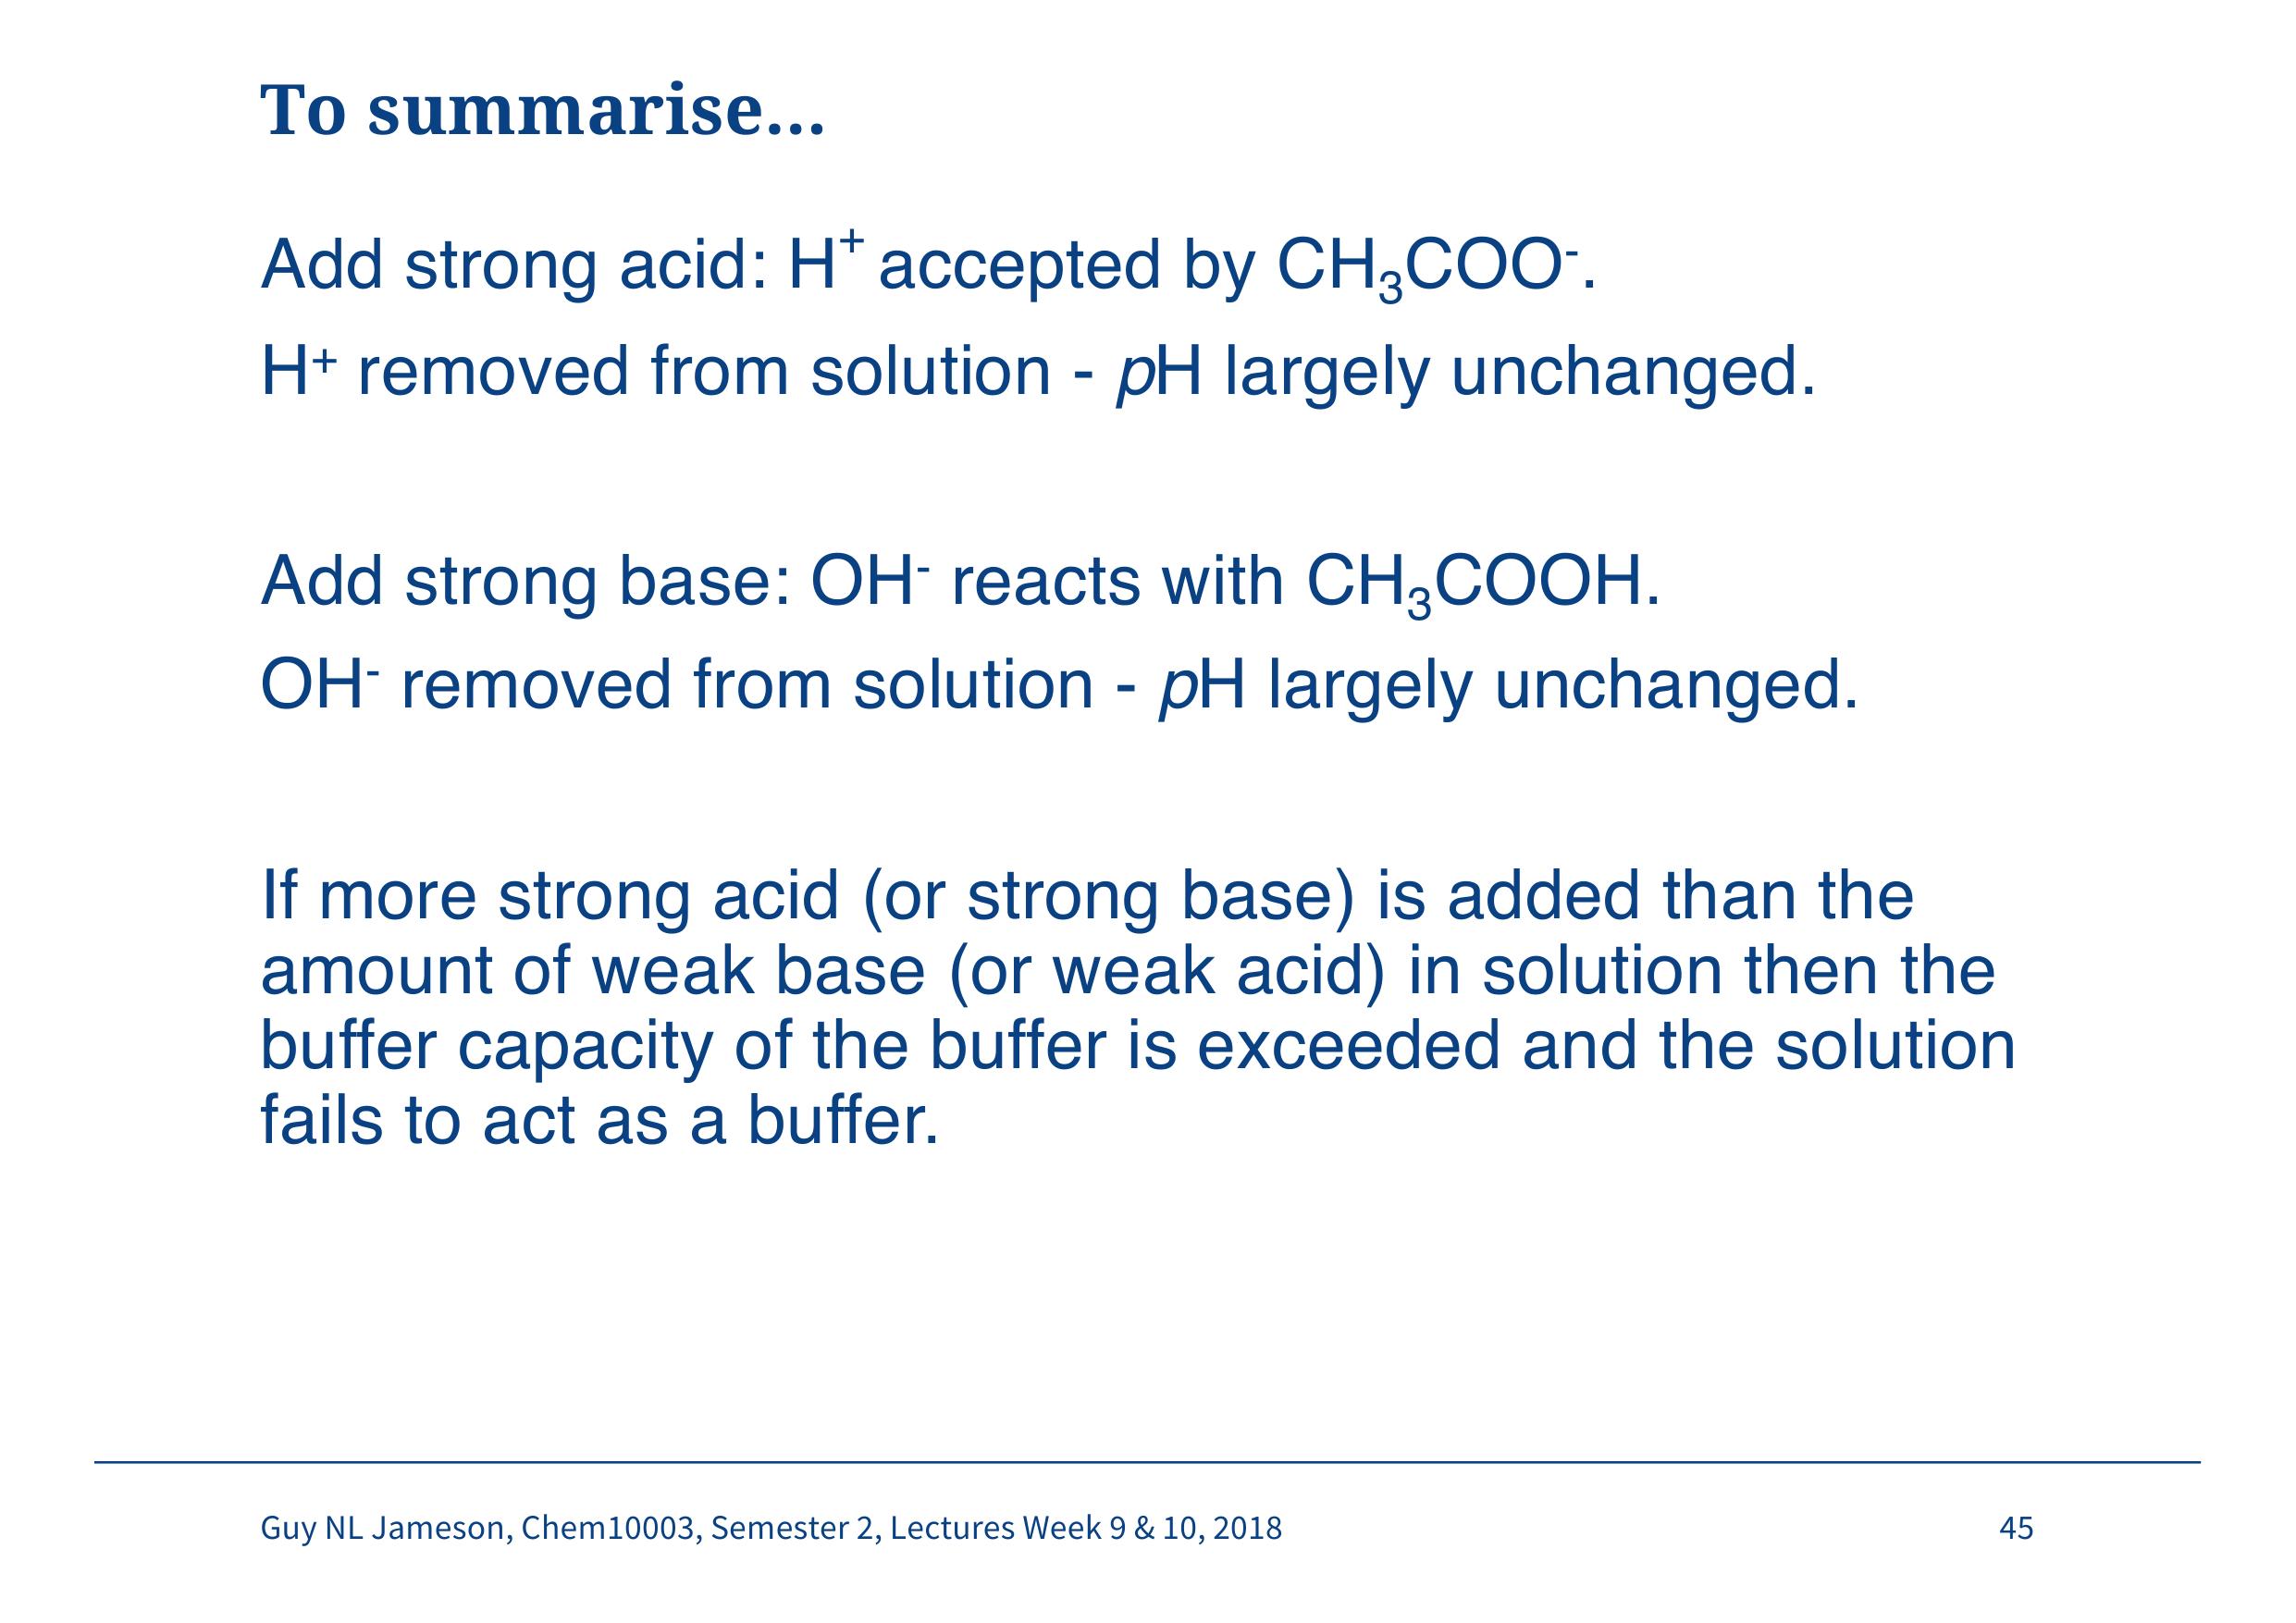 To summarise...
Add strong acid: H⁺ accepted by CH₃COO⁻.
H⁺ removed from solution - pH largely unchanged.
Add strong base: OH⁻ reacts with CH₃COOH.
OH⁻ removed from solution - pH largely unchanged.
If more strong acid (or strong base) is added than the
amount of weak base (or weak acid) in solution then the
buffer capacity of the buffer is exceeded and the solution
fails to act as a buffer.
Guy NL Jameson, Chem10003, Semester 2, Lectures Week 9 & 10, 2018 45